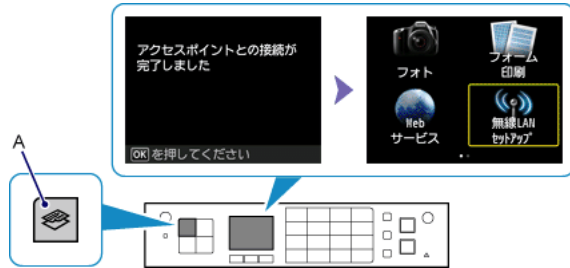 アクセスポイントとの接続が
完了しました
OKを押してください
フォト
フォーム
印刷
Web
サービス
無線LAN
セットアップ
A